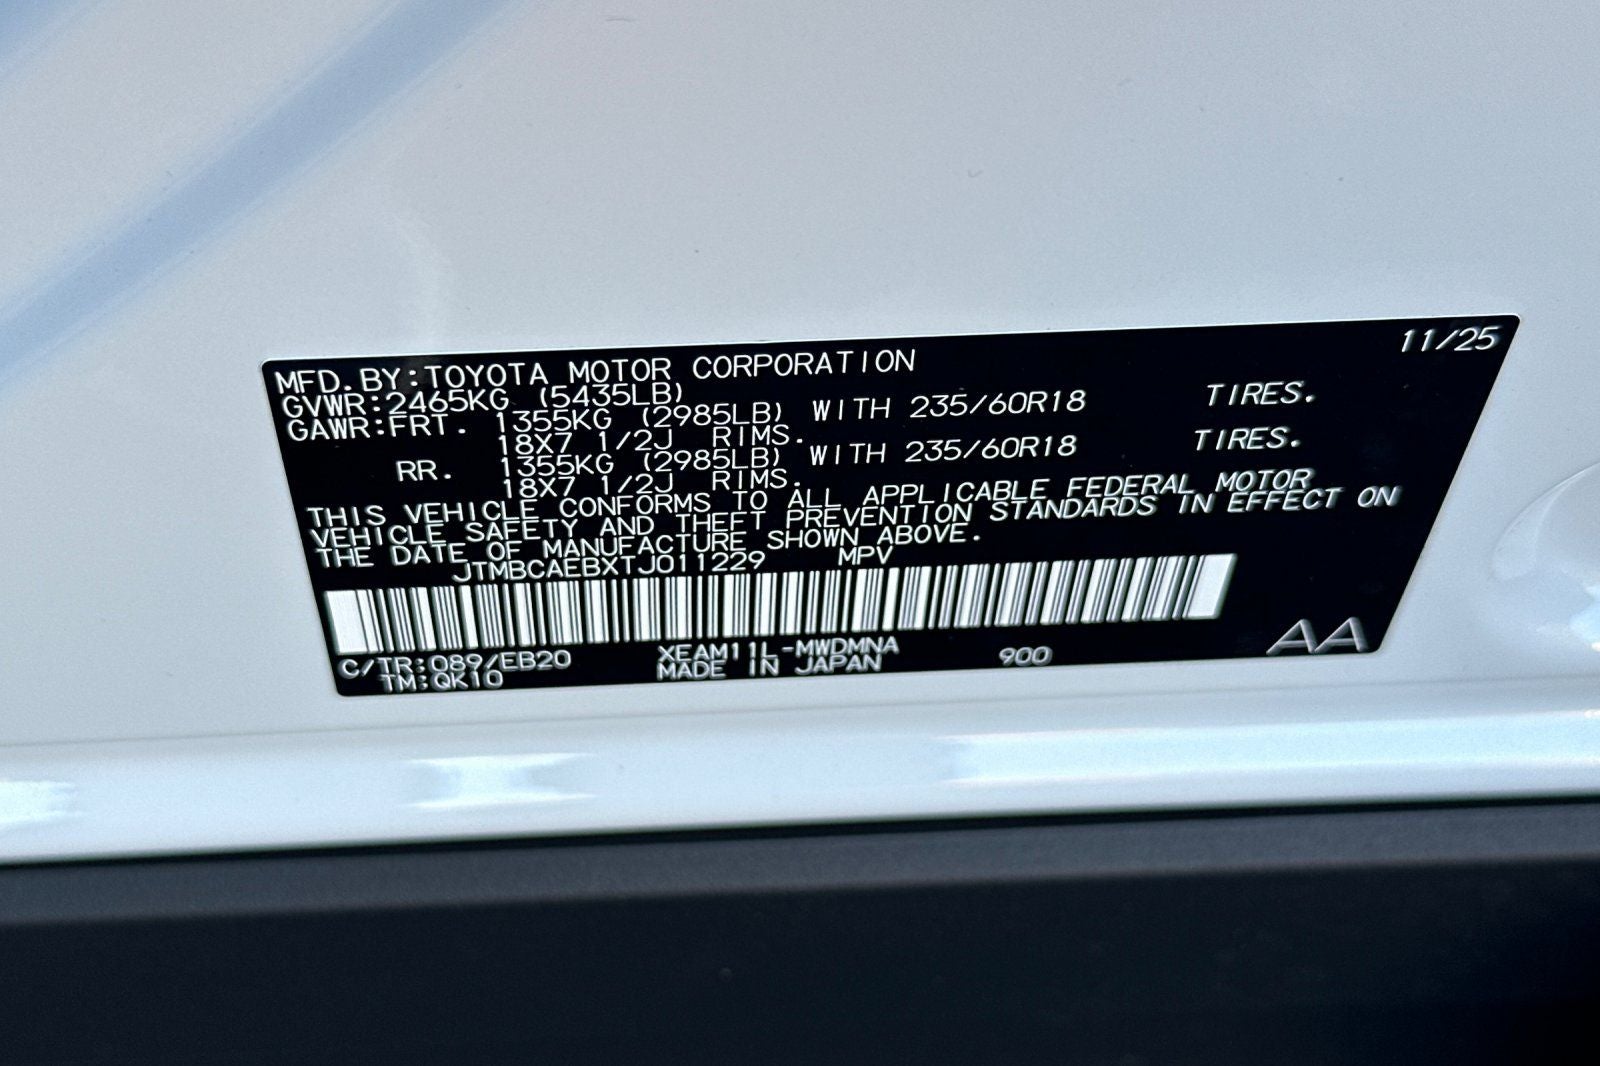 11/25
MFD.BY:TOYOTA MOTOR CORPORATION
GVWR:2465KG (5435LB)
GAWR:FRT. 1355KG (2985LB) WITH 235/60R18 TIRES.
18X7 1/2J RIMS.
RR. 1355KG (2985LB) WITH 235/60R18 TIRES.
18X7 1/2J RIMS.
THIS VEHICLE CONFORMS TO ALL APPLICABLE FEDERAL MOTOR
VEHICLE SAFETY AND THEFT PREVENTION STANDARDS IN EFFECT ON
THE DATE OF MANUFACTURE SHOWN ABOVE.
JTMBCAEBXTJ011229 MPV
C/TR:089/EB20 XEAM11L-MWDMNA 900 AA
TM:QK10 MADE IN JAPAN